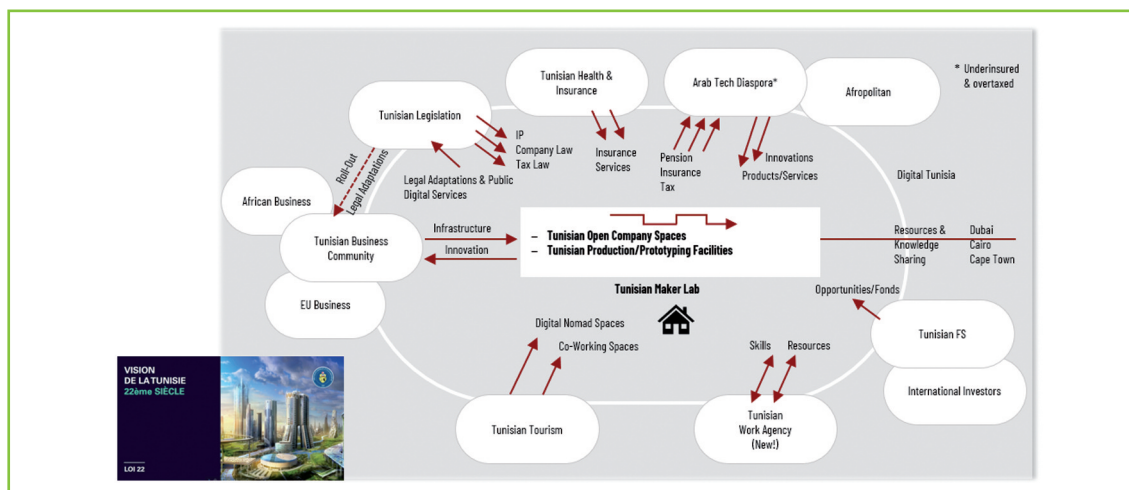 Tunisian Health &
Insurance
Arab Tech Diaspora*
Afropolitan
* Underinsured
& overtaxed
Tunisian Legislation
IP
Company Law
Tax Law
Insurance
Services
Pension
Insurance
Tax
Innovations
Products/Services
Legal Adaptations & Public
Digital Services
Roll-Out
Legal Adaptations
Digital Tunisia
African Business
Tunisian Business
Community
EU Business
Infrastructure
Innovation
– Tunisian Open Company Spaces
– Tunisian Production/Prototyping Facilities
Resources &
Knowledge
Sharing
Dubai
Cairo
Cape Town
Tunisian Maker Lab
Opportunities/Fonds
Tunisian FS
International Investors
Digital Nomad Spaces
Co-Working Spaces
Skills
Resources
Tunisian Tourism
Tunisian
Work Agency
(New!)
VISION
DE LA TUNISIE
22ème SIÈCLE
LOI 22